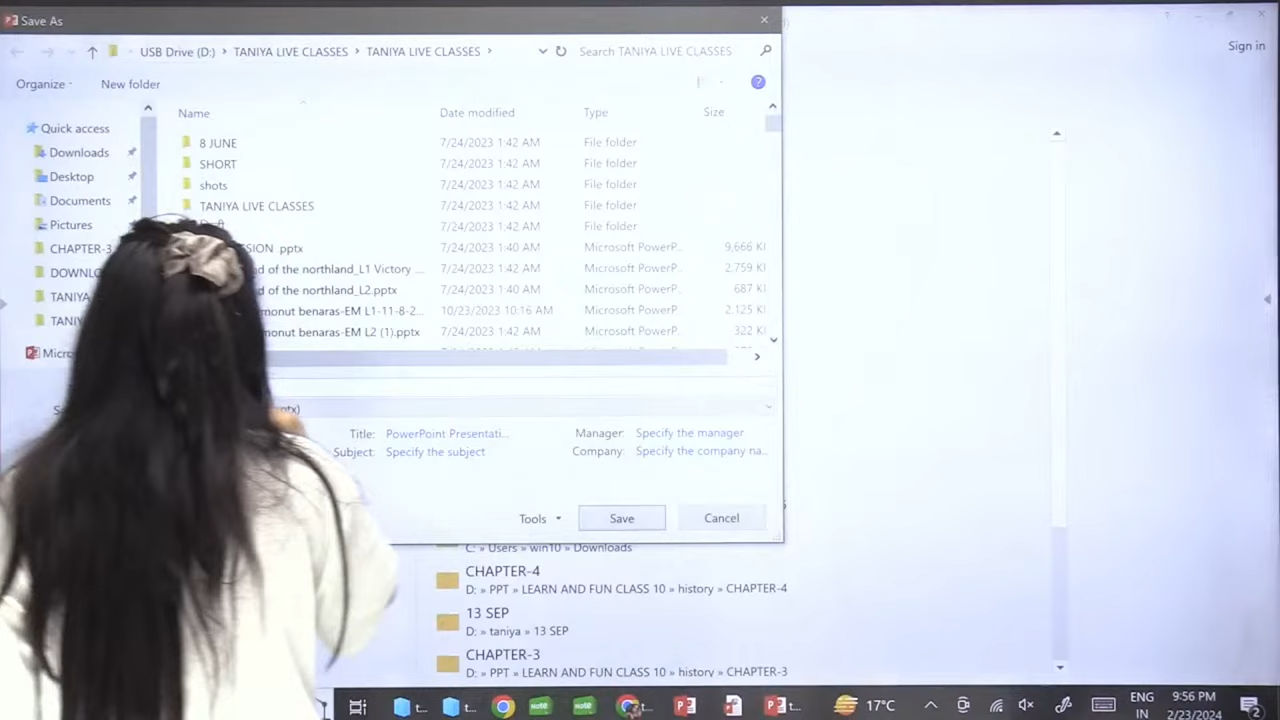 Save As
Sign in
USB Drive (D:) TANIYA LIVE CLASSES TANIYA LIVE CLASSES Search TANIYA LIVE CLASSES
Organize New folder
Name Date modified Type Size
Quick access
Downloads
Desktop
Documents
Pictures
CHAPTER-3
DOWNLO
TANIYA
TANIY
Micro
8 JUNE 7/24/2023 1:42 AM File folder
SHORT 7/24/2023 1:42 AM File folder
shots 7/24/2023 1:42 AM File folder
TANIYA LIVE CLASSES 7/24/2023 1:42 AM File folder
7/24/2023 1:42 AM File folder
SION .pptx 7/24/2023 1:40 AM Microsoft PowerP... 9,666 KI
d of the northland_L1 Victory ... 7/24/2023 1:42 AM Microsoft PowerP... 2,759 KI
d of the northland_L2.pptx 7/24/2023 1:40 AM Microsoft PowerP... 687 KI
monut benaras-EM L1-11-8-2... 10/23/2023 10:16 AM Microsoft PowerP... 2,125 KI
monut benaras-EM L2 (1).pptx 7/24/2023 1:42 AM Microsoft PowerP... 322 KI
ptx)
Title: PowerPoint Presentati... Manager: Specify the manager
Subject: Specify the subject Company: Specify the company na...
Tools Save Cancel
C: » Users » win10 » Downloads
CHAPTER-4
D: » PPT » LEARN AND FUN CLASS 10 » history » CHAPTER-4
13 SEP
D: » taniya » 13 SEP
CHAPTER-3
D: » PPT » LEARN AND FUN CLASS 10 » history » CHAPTER-3
t... t... note note t... t... 17°C ENG 9:56 PM
IN 2/23/2024 2